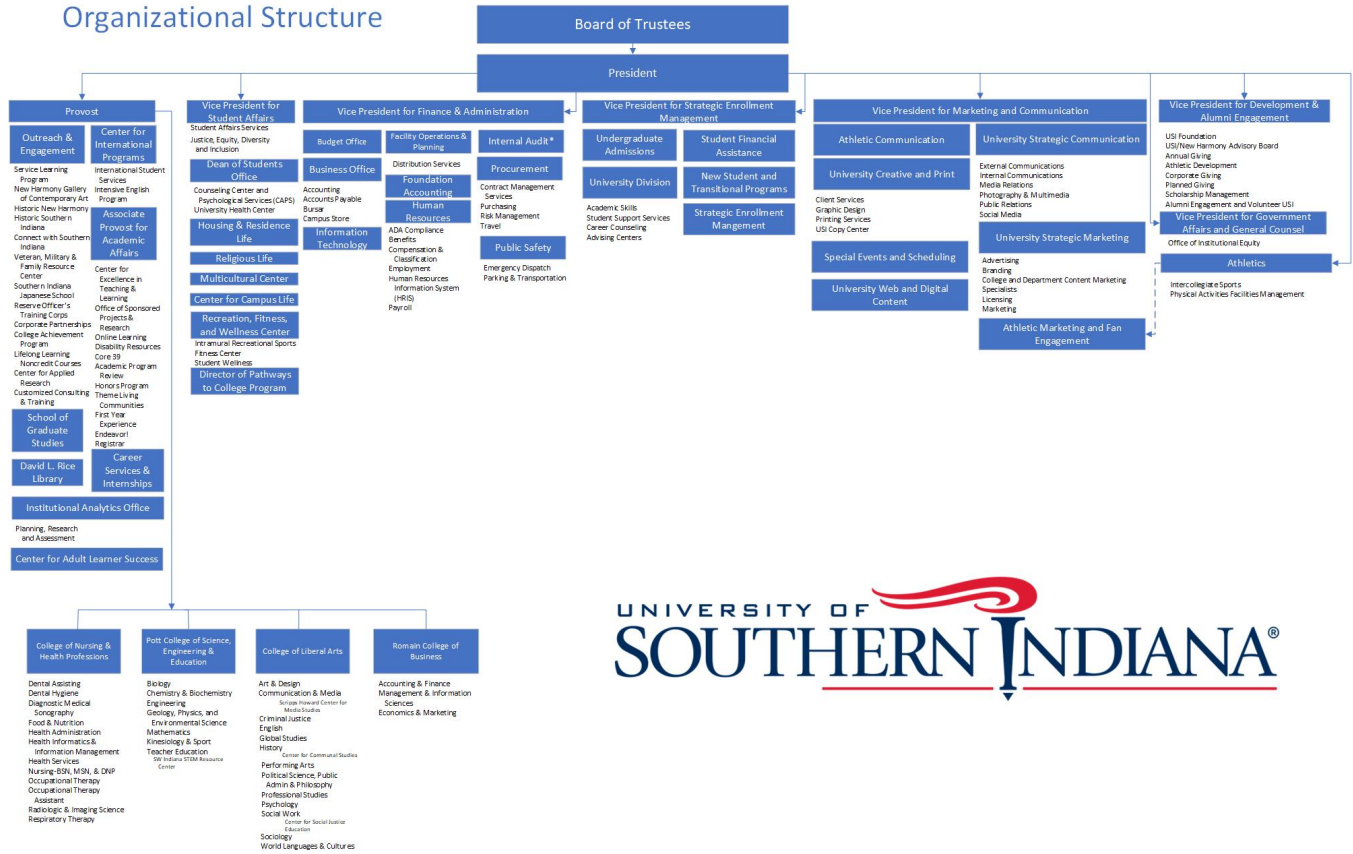 Organizational Structure
Board of Trustees
President
Provost
Outreach &
Engagement
Service Learning
Program
New Harmony Gallery
of Contemporary Art
Historic New Harmony
Historic Southern
Indiana
Connect with Southern
Indiana
Veteran, Military &
Family Resource
Center
Southern Indiana
Japanese School
Reserve Officer's
Training Corps
Corporate Partnerships
College Achievement
Program
Lifelong Learning
Noncredit Courses
Center for Applied
Research
Customized Consulting
& Training
School of
Graduate
Studies
David L. Rice
Library
Center for
International
Programs
International Student
Services
Intensive English
Program
Associate
Provost for
Academic
Affairs
Center for
Excellence in
Teaching &
Learning
Office of Sponsored
Projects &
Research
Online Learning
Disability Resources
Core 39
Academic Program
Review
Honors Program
Theme Living
Communities
First Year
Experience
Endeavor!
Registrar
Career
Services &
Internships
Institutional Analytics Office
Planning, Research
and Assessment
Center for Adult Learner Success
Vice President for
Student Affairs
Student Affairs Services
Justice, Equity, Diversity
and Inclusion
Dean of Students
Office
Counseling Center and
Psychological Services (CAPS)
University Health Center
Housing & Residence
Life
Religious Life
Multicultural Center
Center for Campus Life
Recreation, Fitness,
and Wellness Center
Intramural Recreational Sports
Fitness Center
Student Wellness
Director of Pathways
to College Program
Vice President for Finance & Administration
Budget Office
Business Office
Accounting
Accounts Payable
Bursar
Campus Store
Information
Technology
Facility Operations &
Planning
Distribution Services
Foundation
Accounting
Human
Resources
ADA Compliance
Benefits
Compensation &
Classification
Employment
Human Resources
Information System
(HRIS)
Payroll
Internal Audit*
Procurement
Contract Management
Services
Purchasing
Risk Management
Travel
Public Safety
Emergency Dispatch
Parking & Transportation
Vice President for Strategic Enrollment
Management
Undergraduate
Admissions
University Division
Academic Skills
Student Support Services
Career Counseling
Advising Centers
Student Financial
Assistance
New Student and
Transitional Programs
Strategic Enrollment
Mangement
Vice President for Marketing and Communication
Athletic Communication
University Creative and Print
Client Services
Graphic Design
Printing Services
USI Copy Center
Special Events and Scheduling
University Web and Digital
Content
University Strategic Communication
External Communications
Internal Communications
Media Relations
Photography & Multimedia
Public Relations
Social Media
University Strategic Marketing
Advertising
Branding
College and Department Content Marketing
Specialists
Licensing
Marketing
Athletic Marketing and Fan
Engagement
Vice President for Development &
Alumni Engagement
USI Foundation
USI/New Harmony Advisory Board
Annual Giving
Athletic Development
Corporate Giving
Planned Giving
Scholarship Management
Alumni Engagement and Volunteer USI
Vice President for Government
Affairs and General Counsel
Office of Institutional Equity
Athletics
Intercollegiate Sports
Physical Activities Facilities Management
College of Nursing &
Health Professions
Dental Assisting
Dental Hygiene
Diagnostic Medical
Sonography
Food & Nutrition
Health Administration
Health Informatics &
Information Management
Health Services
Nursing-BSN, MSN, & DNP
Occupational Therapy
Occupational Therapy
Assistant
Radiologic & Imaging Science
Respiratory Therapy
Pott College of Science,
Engineering &
Education
Biology
Chemistry & Biochemistry
Engineering
Geology, Physics, and
Environmental Science
Mathematics
Kinesiology & Sport
Teacher Education
SW Indiana STEM Resource
Center
College of Liberal Arts
Art & Design
Communication & Media
Scripps Howard Center for
Media Studies
Criminal Justice
English
Global Studies
History
Center for Communal Studies
Performing Arts
Political Science, Public
Admin & Philosophy
Professional Studies
Psychology
Social Work
Center for Social Justice
Education
Sociology
World Languages & Cultures
Romain College of
Business
Accounting & Finance
Management & Information
Sciences
Economics & Marketing
UNIVERSITY OF
SOUTHERN INDIANA®